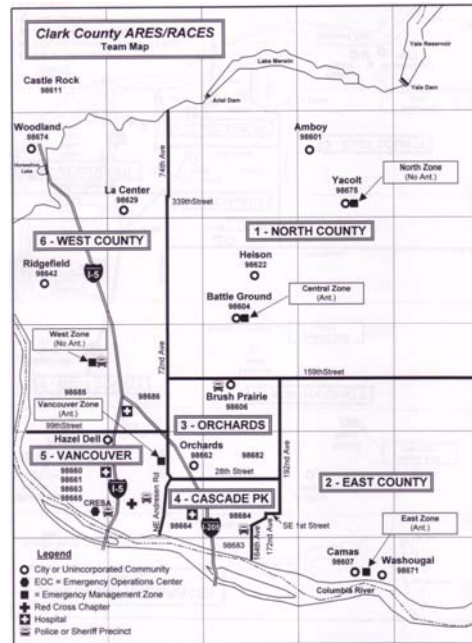 Clark County ARES/RACES
Team Map
Yale Reservoir
Lake Merwin
Yale Dam
Ariel Dam
Castle Rock
98611
Woodland
98674
Horseshoe
Lake
Amboy
98601
74th Ave
North Zone
(No Ant.)
Yacolt
98675
La Center
98629
339thStreet
1 - NORTH COUNTY
6 - WEST COUNTY
Heison
98622
Ridgefield
98642
I-5
Central Zone
(Ant.)
Battle Ground
98604
West Zone
(No Ant.)
72nd Ave
159thStreet
98685
98686
Brush Prairie
98606
Vancouver Zone
(Ant.)
99thStreet
3 - ORCHARDS
Hazel Dell
Orchards
98662
98682
192nd Ave
5 - VANCOUVER
28th Street
98660
98661
98663
98665
2 - EAST COUNTY
NE Andresen Rd
4 - CASCADE PK
CRESA
I-5
I-205
98684
98664
SE 1st Street
172nd Ave
164th Ave
98683
East Zone
(Ant.)
Legend
City or Unincorporated Community
EOC = Emergency Operations Center
= Emergency Management Zone
Red Cross Chapter
Hospital
Police or Sheriff Precinct
Camas
98607
Washougal
98671
Columbia River